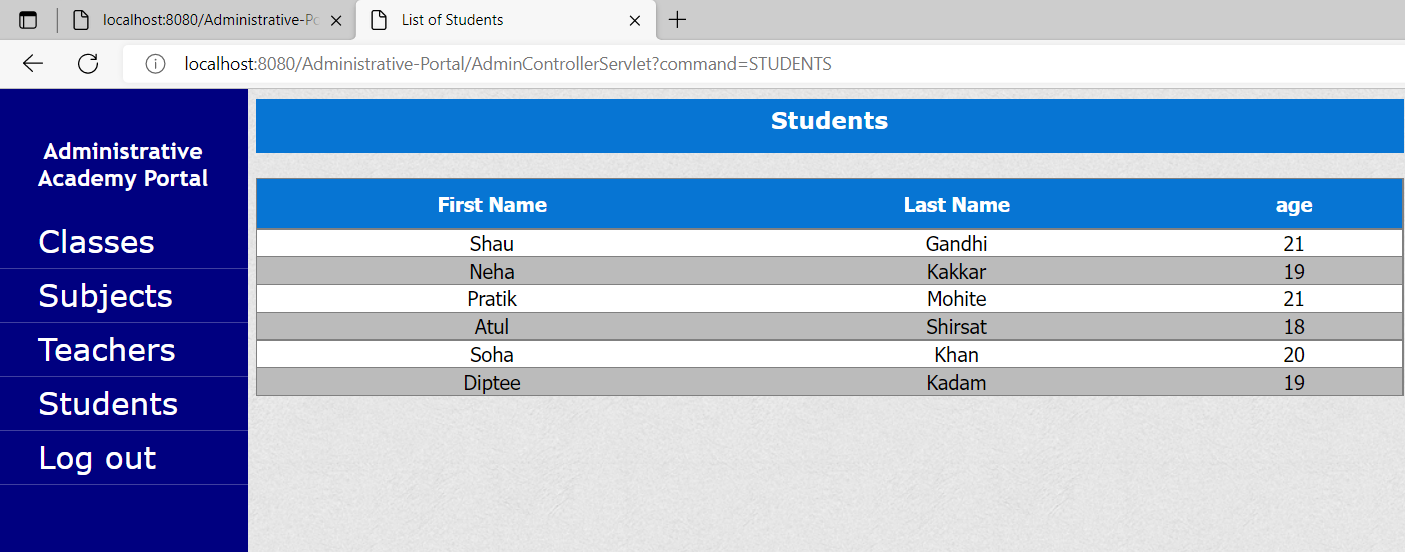 localhost:8080/Administrative-Po
List of Students
localhost:8080/Administrative-Portal/AdminControllerServlet?command=STUDENTS
Administrative
Academy Portal
Classes
Subjects
Teachers
Students
Log out
Students
First Name Last Name age
Shau Gandhi 21
Neha Kakkar 19
Pratik Mohite 21
Atul Shirsat 18
Soha Khan 20
Diptee Kadam 19